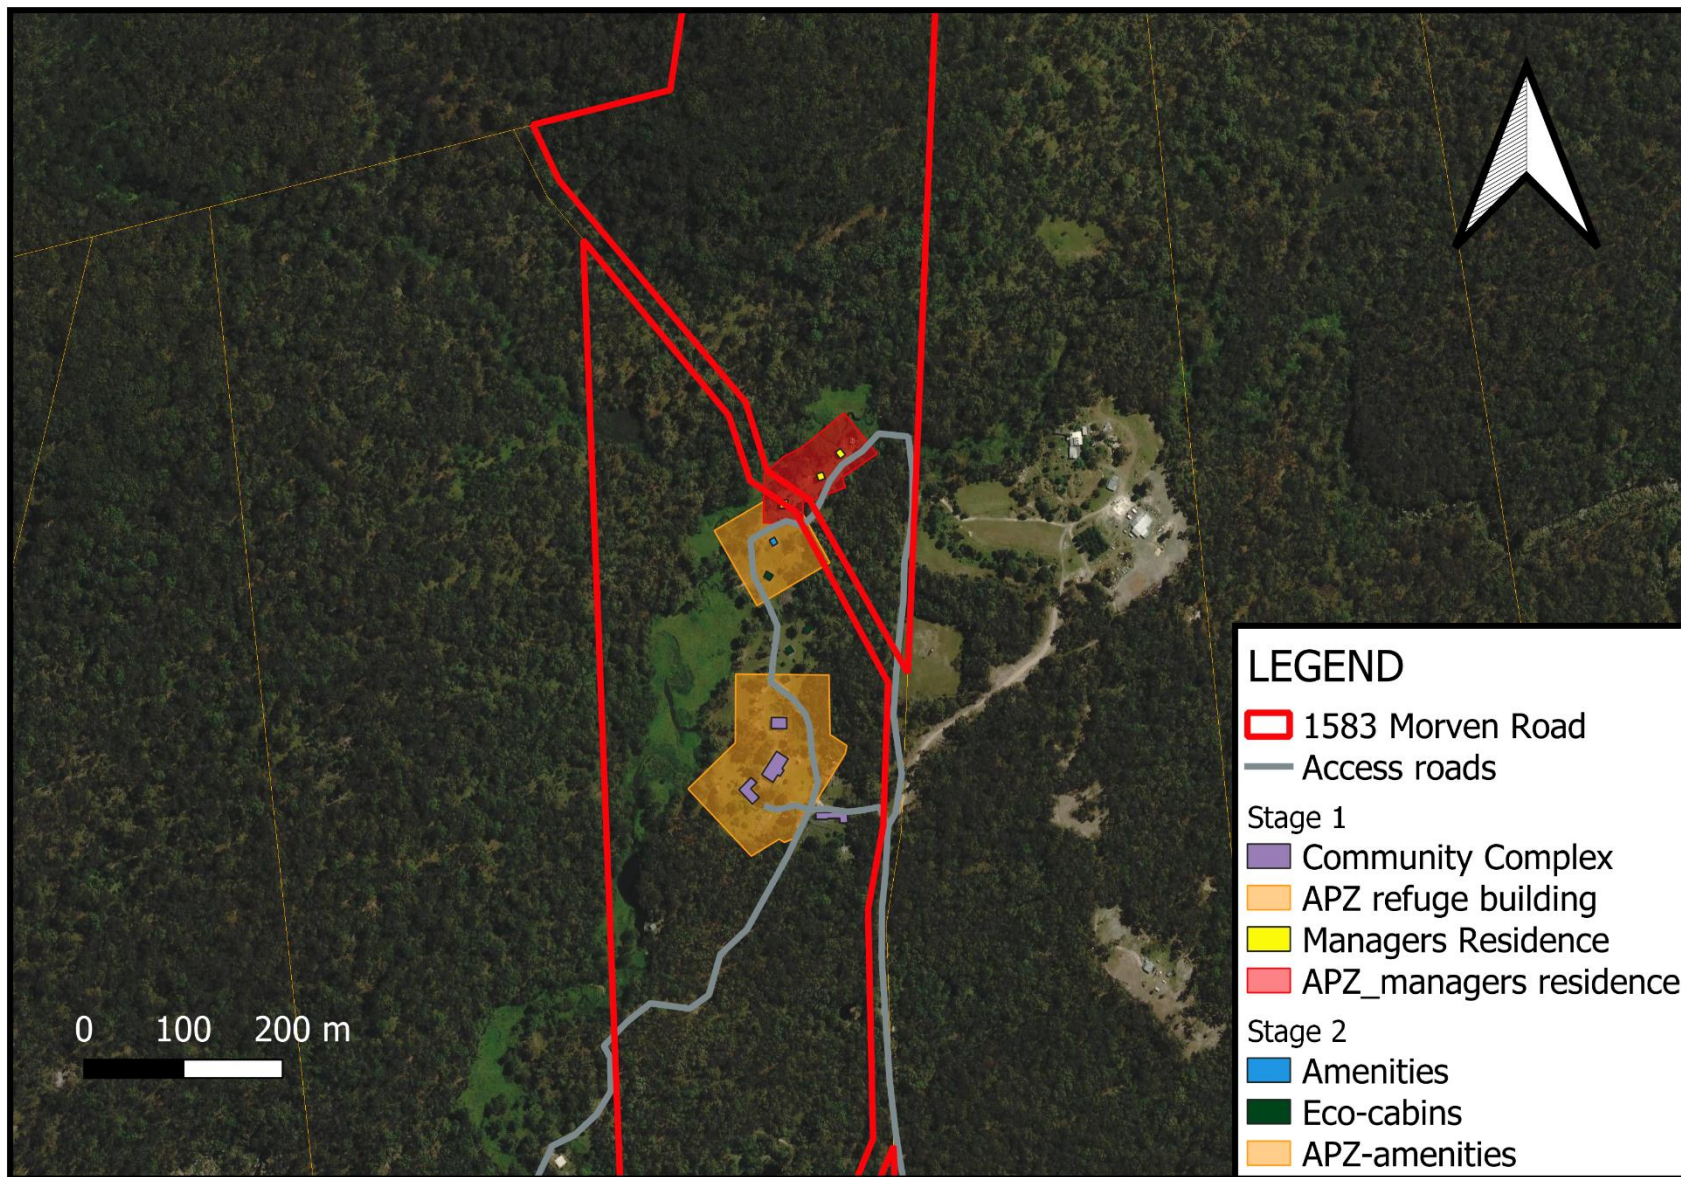 LEGEND
1583 Morven Road
Access roads
Stage 1
Community Complex
APZ refuge building
Managers Residence
APZ_managers residence
Stage 2
Amenities
Eco-cabins
APZ-amenities
0 100 200 m